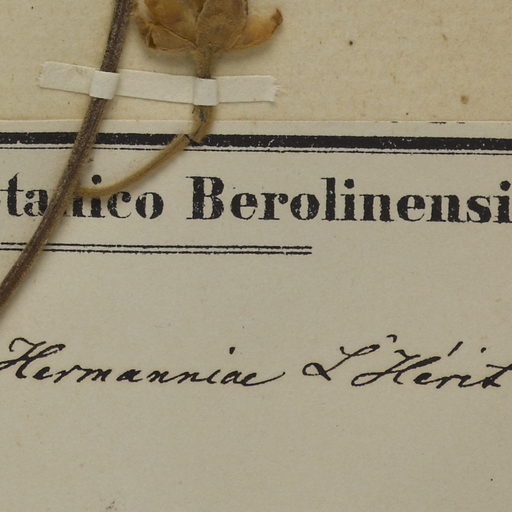 tanico Berolinensi
Hermanniae L'Hérit